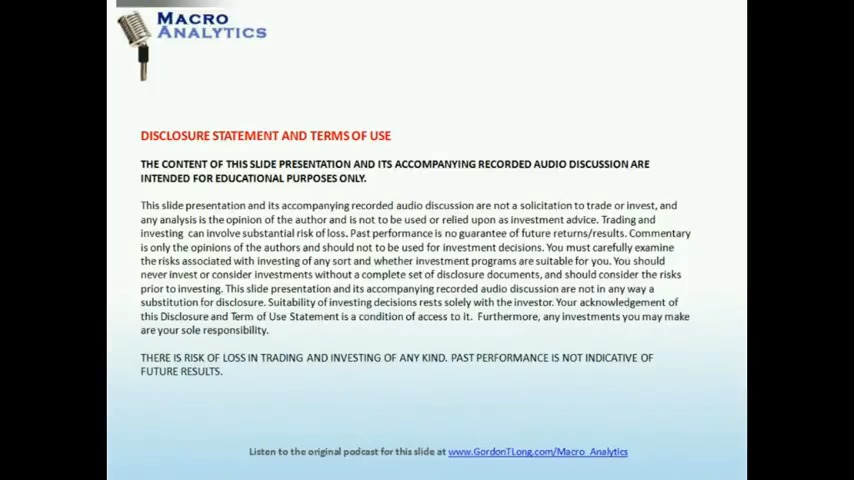 MACRO
ANALYTICS
DISCLOSURE STATEMENT AND TERMS OF USE
THE CONTENT OF THIS SLIDE PRESENTATION AND ITS ACCOMPANYING RECORDED AUDIO DISCUSSION ARE
INTENDED FOR EDUCATIONAL PURPOSES ONLY.
This slide presentation and its accompanying recorded audio discussion are not a solicitation to trade or invest, and
any analysis is the opinion of the author and is not to be used or relied upon as investment advice. Trading and
investing can involve substantial risk of loss. Past performance is no guarantee of future returns/results. Commentary
is only the opinions of the authors and should not to be used for investment decisions. You must carefully examine
the risks associated with investing of any sort and whether investment programs are suitable for you. You should
never invest or consider investments without a complete set of disclosure documents, and should consider the risks
prior to investing. This slide presentation and its accompanying recorded audio discussion are not in any way a
substitution for disclosure. Suitability of investing decisions rests solely with the investor. Your acknowledgement of
this Disclosure and Term of Use Statement is a condition of access to it. Furthermore, any investments you may make
are your sole responsibility.
THERE IS RISK OF LOSS IN TRADING AND INVESTING OF ANY KIND. PAST PERFORMANCE IS NOT INDICATIVE OF
FUTURE RESULTS.
Listen to the original podcast for this slide at www.GordonTLong.com/Macro_Analytics